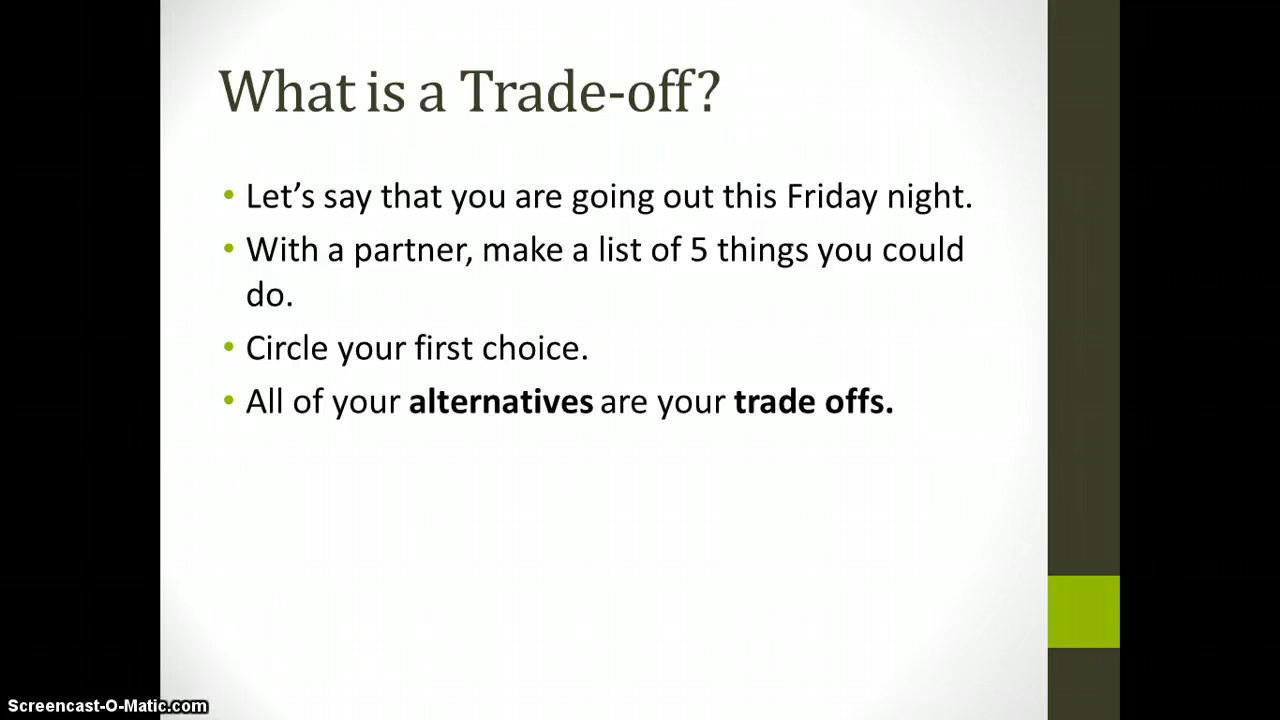 What is a Trade-off?
• Let’s say that you are going out this Friday night.
• With a partner, make a list of 5 things you could
do.
• Circle your first choice.
• All of your alternatives are your trade offs.
Screencast-O-Matic.com